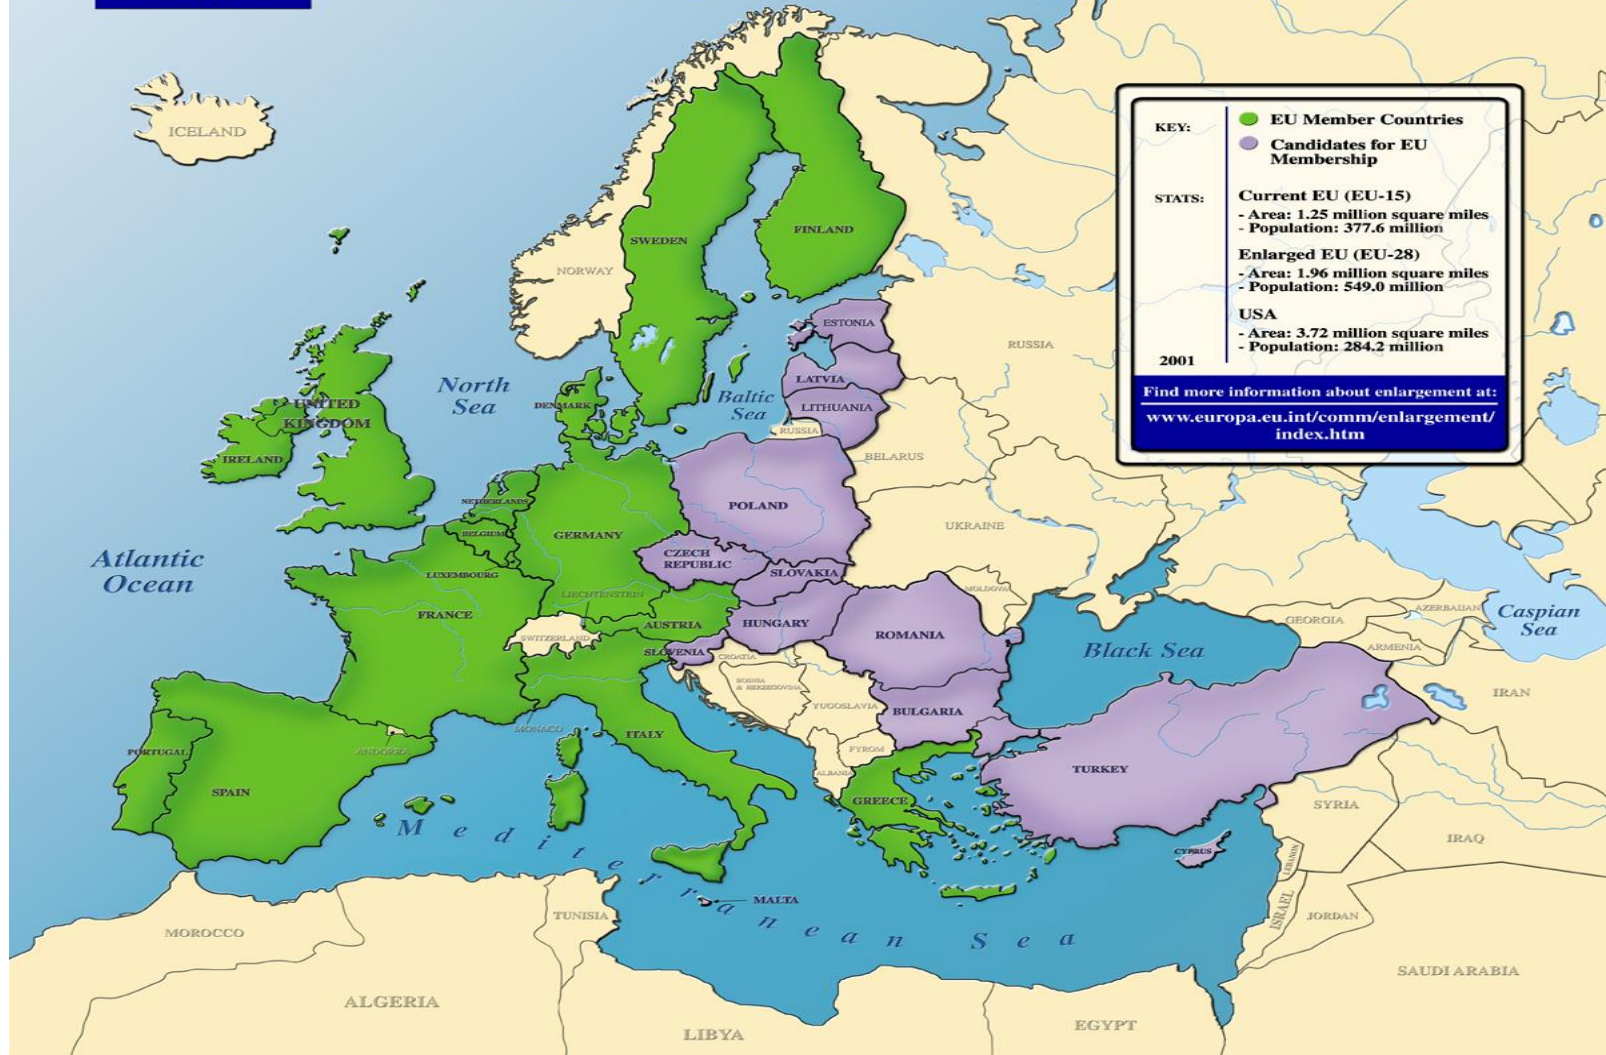 ICELAND
NORWAY
SWEDEN
FINLAND
RUSSIA
ESTONIA
LATVIA
LITHUANIA
RUSSIA
BELARUS
North
Sea
Baltic
Sea
DENMARK
UNITED
KINGDOM
IRELAND
NETHERLANDS
BELGIUM
LUXEMBOURG
GERMANY
POLAND
CZECH
REPUBLIC
SLOVAKIA
UKRAINE
MOLDOVA
Atlantic
Ocean
FRANCE
LIECHTENSTEIN
SWITZERLAND
AUSTRIA
HUNGARY
ROMANIA
SLOVENIA
CROATIA
BOSNIA
& HERZEGOVINA
YUGOSLAVIA
BULGARIA
FYROM
ALBANIA
MONACO
ANDORRA
PORTUGAL
SPAIN
ITALY
GREECE
TURKEY
CYPRUS
MALTA
Black Sea
GEORGIA
AZERBAIJAN
ARMENIA
Caspian
Sea
IRAN
SYRIA
IRAQ
LEBANON
ISRAEL
JORDAN
SAUDI ARABIA
Mediterranean Sea
MOROCCO
ALGERIA
TUNISIA
LIBYA
EGYPT
KEY:
EU Member Countries
Candidates for EU
Membership
STATS:
Current EU (EU-15)
- Area: 1.25 million square miles
- Population: 377.6 million
Enlarged EU (EU-28)
- Area: 1.96 million square miles
- Population: 549.0 million
USA
- Area: 3.72 million square miles
- Population: 284.2 million
2001
Find more information about enlargement at:
www.europa.eu.int/comm/enlargement/
index.htm